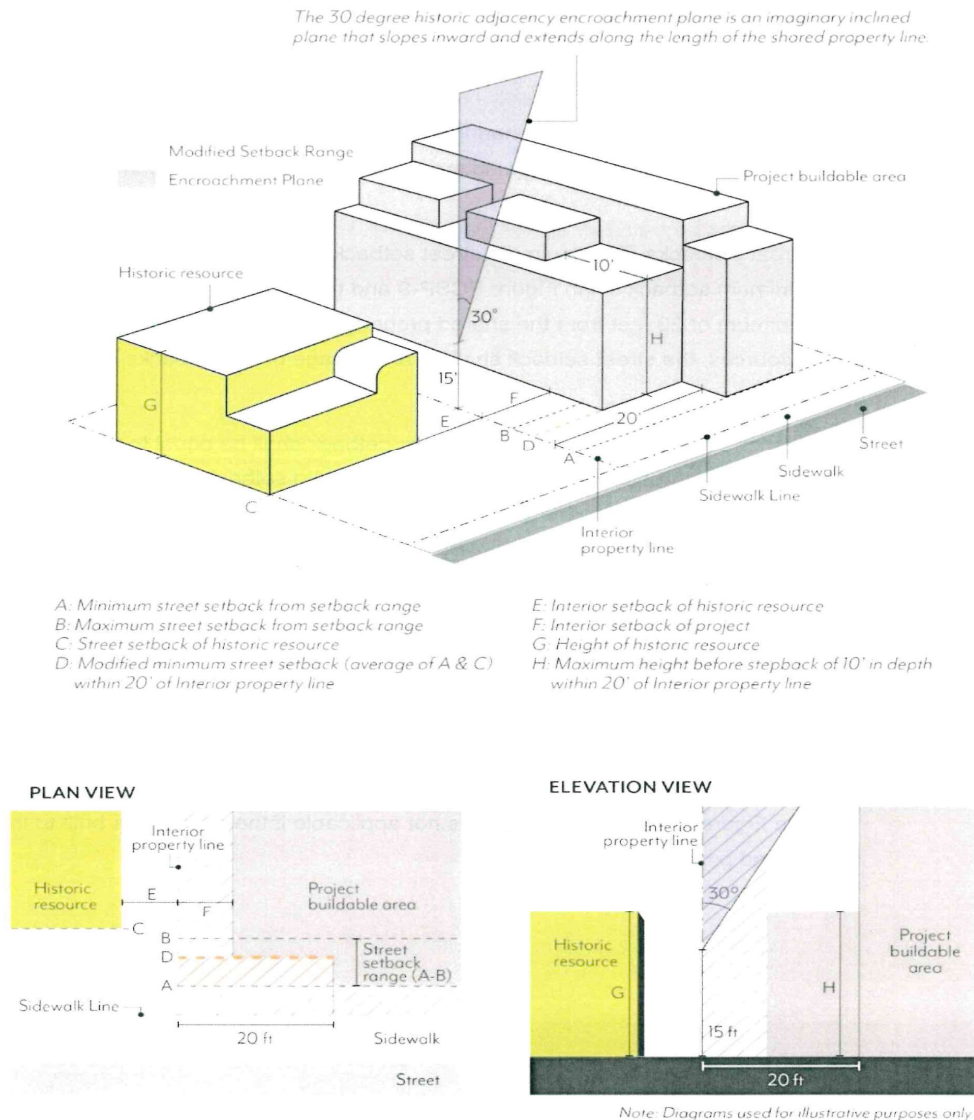 The 30 degree historic adjacency encroachment plane is an imaginary inclined
plane that slopes inward and extends along the length of the shared property line.
Modified Setback Range
Encroachment Plane
Project buildable area
Historic resource
10'
30°
H
G
15'
F
E
20'
B
D
A
C
Street
Sidewalk
Sidewalk Line
Interior
property line
A: Minimum street setback from setback range
B: Maximum street setback from setback range
C: Street setback of historic resource
D: Modified minimum street setback (average of A & C)
within 20' of Interior property line
E: Interior setback of historic resource
F: Interior setback of project
G: Height of historic resource
H: Maximum height before stepback of 10' in depth
within 20' of Interior property line
PLAN VIEW
Interior
property line
Historic
resource
E
F
Project
buildable area
C
B
D
A
Street
setback
range (A-B)
Sidewalk Line
20 ft
Sidewalk
Street
ELEVATION VIEW
Interior
property line
30°
Historic
resource
G
H
Project
buildable
area
15 ft
20 ft
Note: Diagrams used for illustrative purposes only